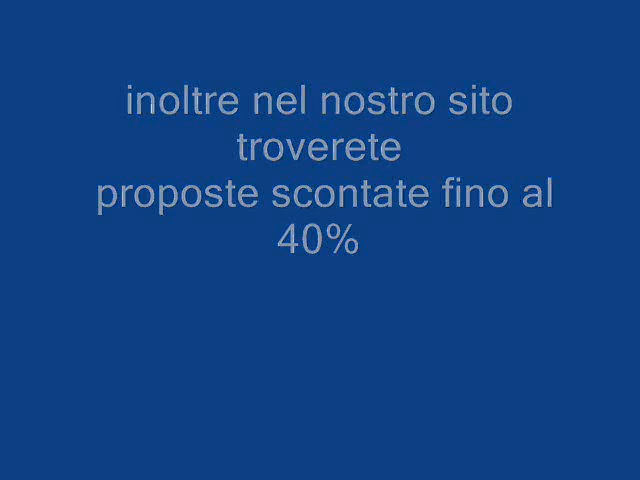 inoltre nel nostro sito
troverete
proposte scontate fino al
40%